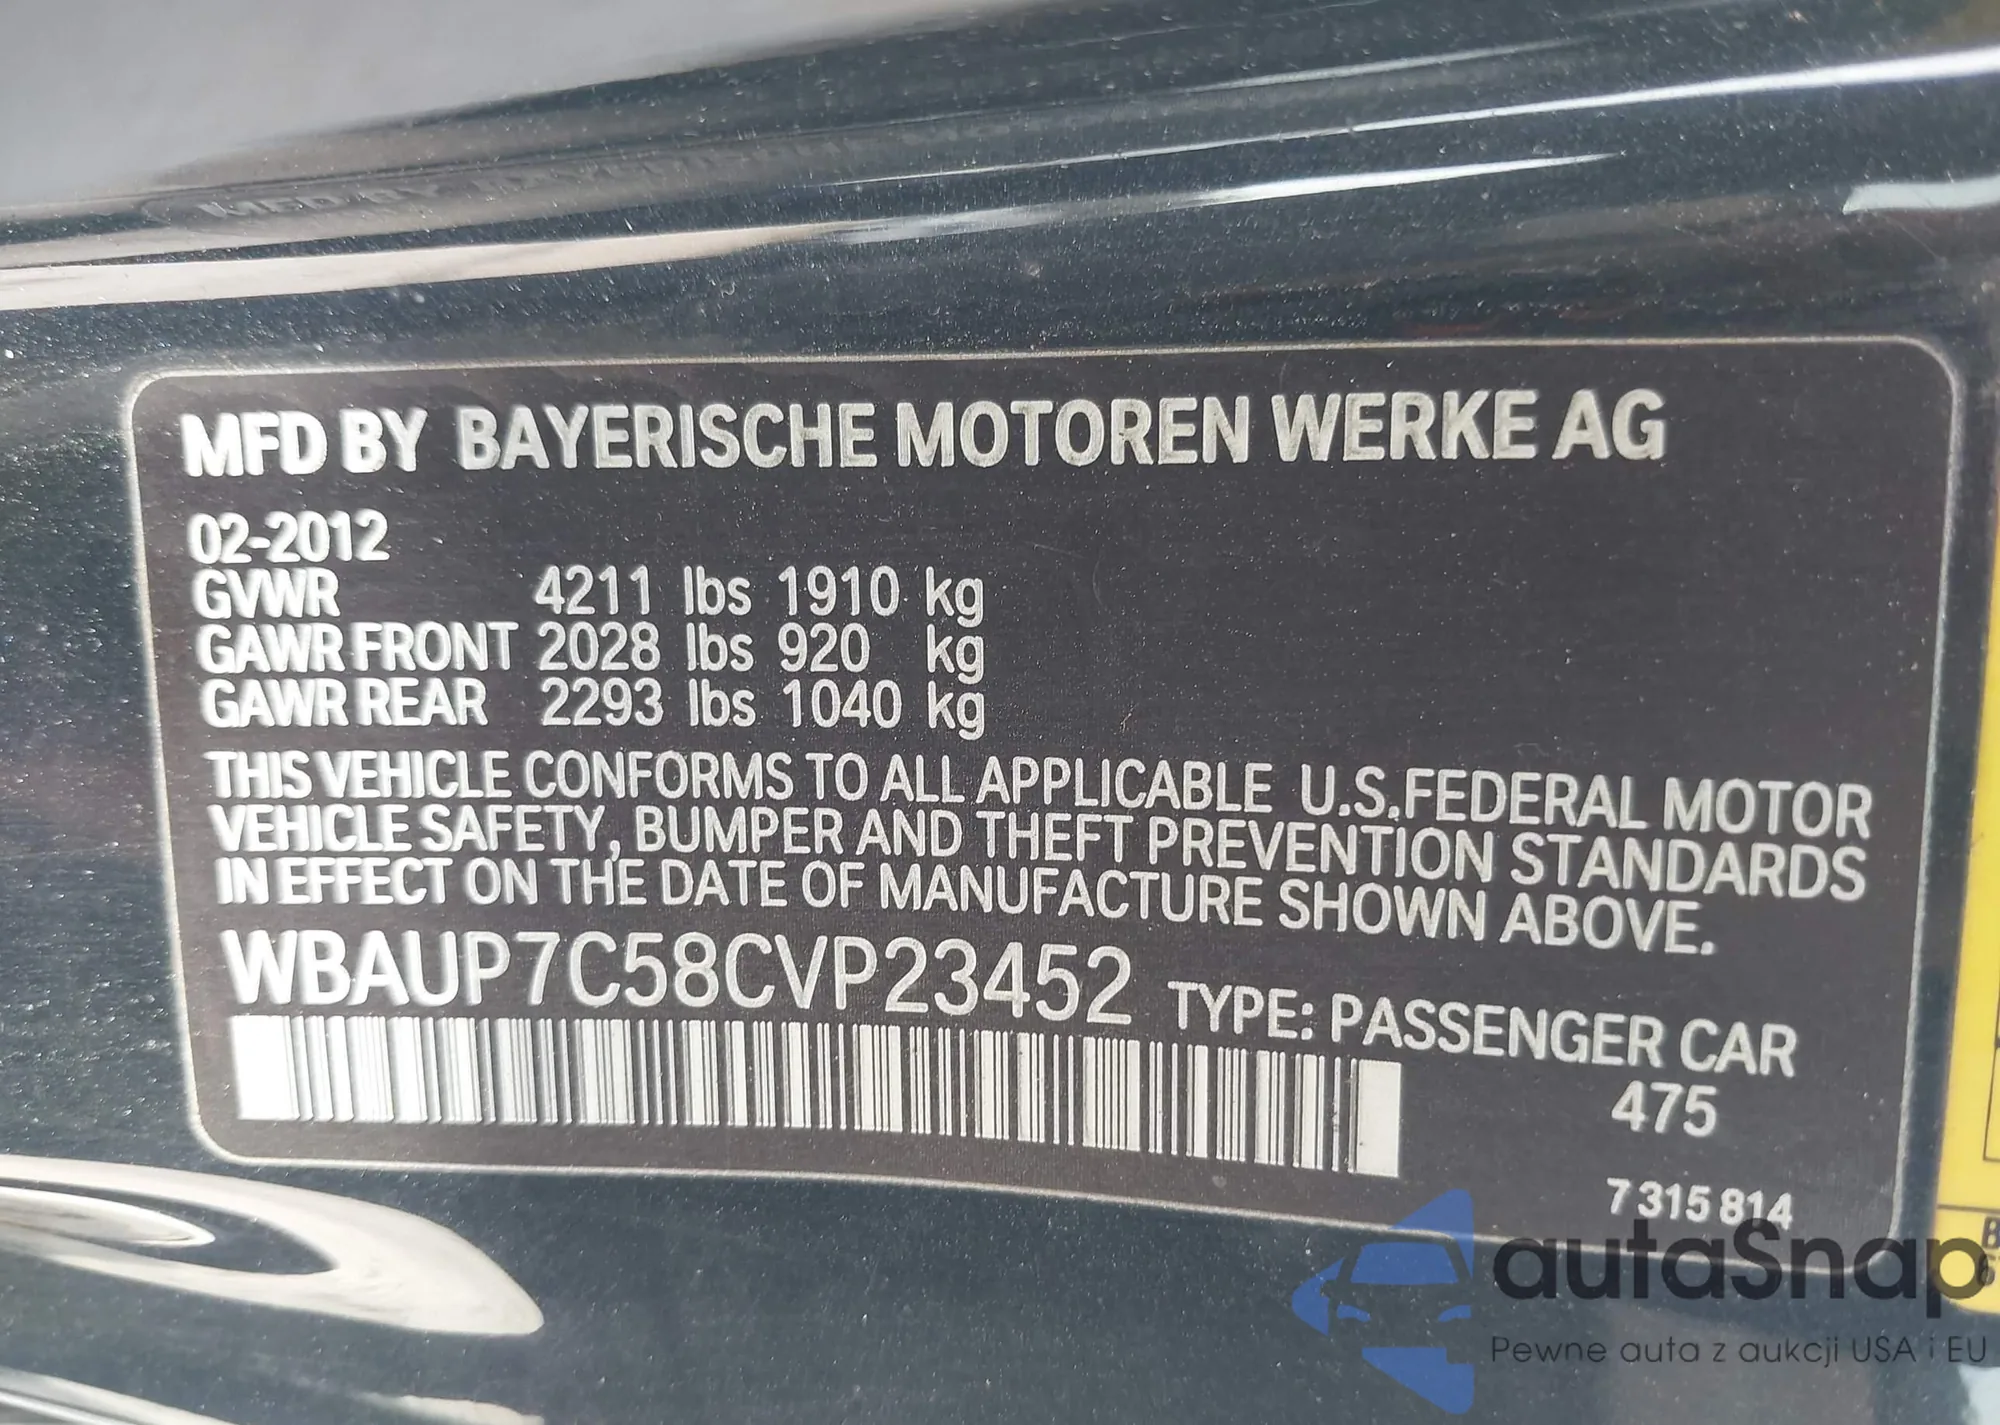 MFD BY BAYERISCHE MOTOREN WERKE AG
02-2012
GVWR 4211 lbs 1910 kg
GAWR FRONT 2028 lbs 920 kg
GAWR REAR 2293 lbs 1040 kg
THIS VEHICLE CONFORMS TO ALL APPLICABLE U.S.FEDERAL MOTOR
VEHICLE SAFETY, BUMPER AND THEFT PREVENTION STANDARDS
IN EFFECT ON THE DATE OF MANUFACTURE SHOWN ABOVE.
WBAUP7C58CVP23452 TYPE: PASSENGER CAR
475
7 315 814
autaSnap
Pewne auta z aukcji USA i EU